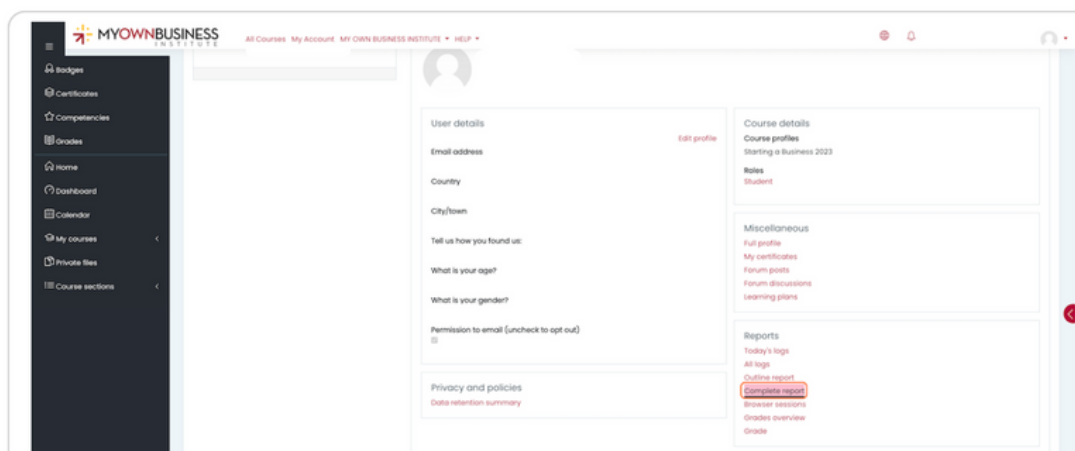 MYOWNBUSINESS
INSTITUTE
All Courses My Account MY OWN BUSINESS INSTITUTE HELP
Badges
Certificates
Competencies
Grades
Home
Dashboard
Calendar
My courses
Private files
Course sections
User details
Edit profile
Email address
Country
City/town
Tell us how you found us:
What is your age?
What is your gender?
Permission to email (uncheck to opt out)
Privacy and policies
Data retention summary
Course details
Course profiles
Starting a Business 2023
Roles
Student
Miscellaneous
Full profile
My certificates
Forum posts
Forum discussions
Learning plans
Reports
Today's logs
All logs
Outline report
Complete report
Browser sessions
Grades overview
Grade